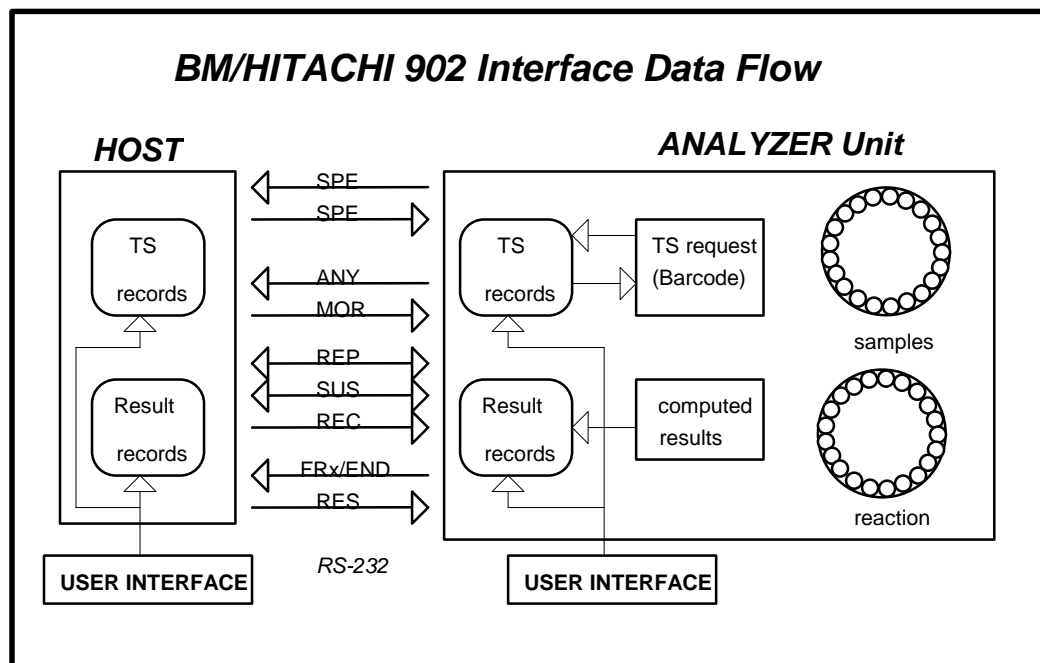 BM/HITACHI 902 Interface Data Flow
HOST
ANALYZER Unit
SPE
SPE
ANY
MOR
REP
SUS
REC
FRx/END
RES
RS-232
TS
records
Result
records
USER INTERFACE
TS
records
TS request
(Barcode)
Result
records
computed
results
samples
reaction
USER INTERFACE